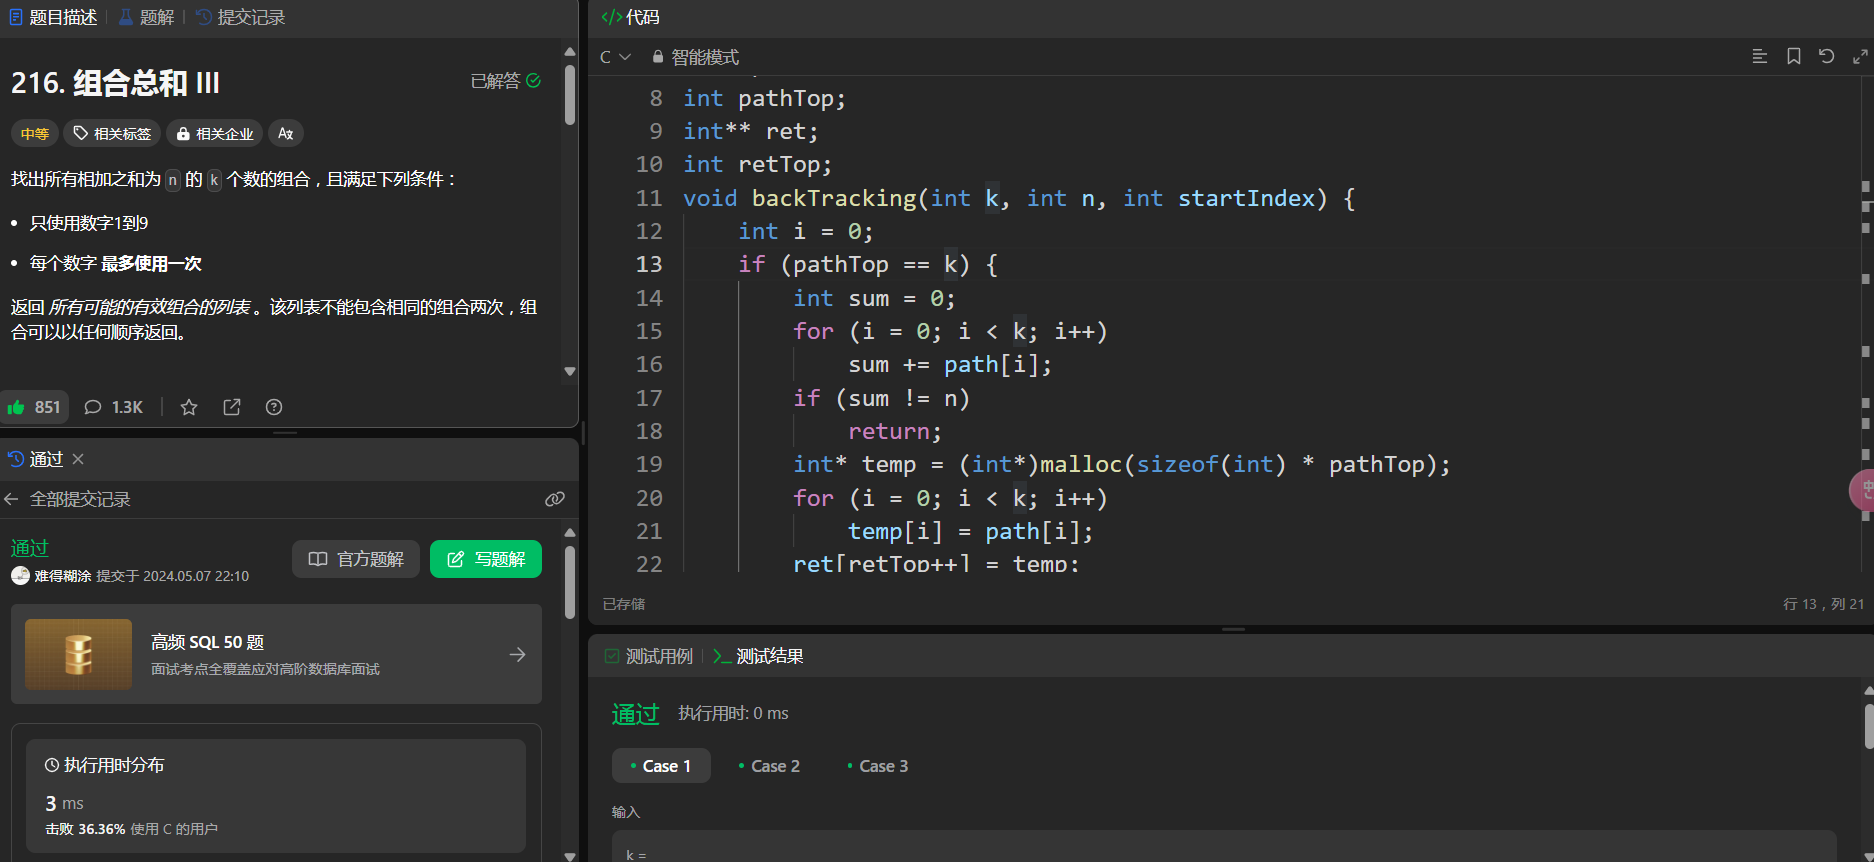 题目描述 | 题解 | 提交记录
216. 组合总和 III
已解答
中等 相关标签 相关企业
找出所有相加之和为 n 的 k 个数的组合，且满足下列条件：
• 只使用数字1到9
• 每个数字 最多使用一次
返回 所有可能的有效组合的列表 。该列表不能包含相同的组合两次，组
合可以以任何顺序返回。
851 1.3K
通过
全部提交记录
通过
官方题解 写题解
难得糊涂 提交于 2024.05.07 22:10
高频 SQL 50 题
面试考点全覆盖应对高阶数据库面试
执行用时分布
3 ms
击败 36.36% 使用 C 的用户
</> 代码
C 智能模式
8 int pathTop;
9 int** ret;
10 int retTop;
11 void backTracking(int k, int n, int startIndex) {
12 int i = 0;
13 if (pathTop == k) {
14 int sum = 0;
15 for (i = 0; i < k; i++)
16 sum += path[i];
17 if (sum != n)
18 return;
19 int* temp = (int*)malloc(sizeof(int) * pathTop);
20 for (i = 0; i < k; i++)
21 temp[i] = path[i];
22 ret[retTop++] = temp;
已存储
行 13，列 21
测试用例 | 测试结果
通过 执行用时: 0 ms
• Case 1 • Case 2 • Case 3
输入
k =